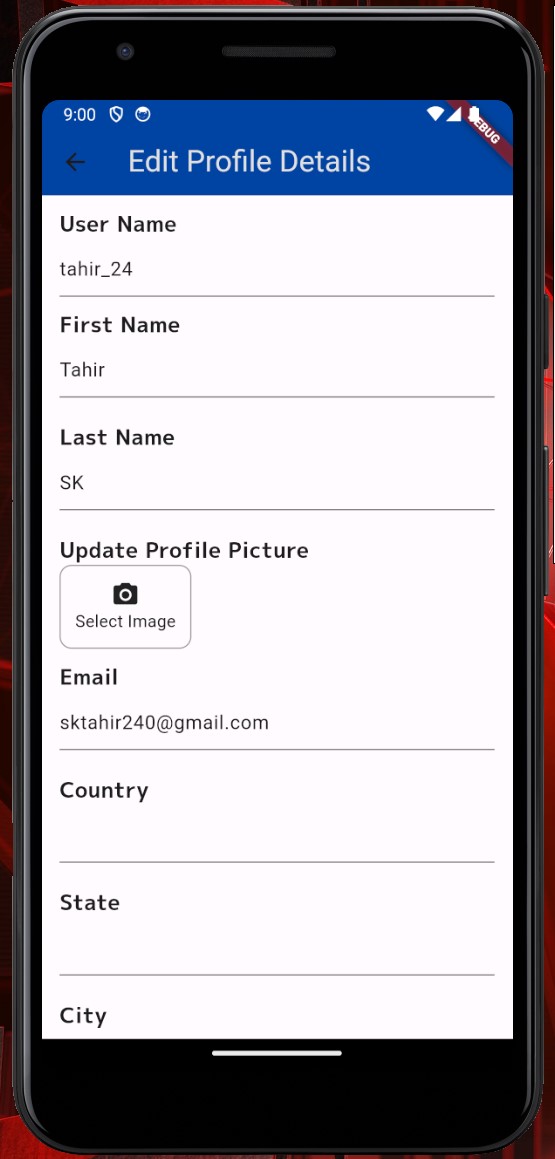 9:00
DEBUG
Edit Profile Details
User Name
tahir_24
First Name
Tahir
Last Name
SK
Update Profile Picture
Select Image
Email
sktahir240@gmail.com
Country
State
City